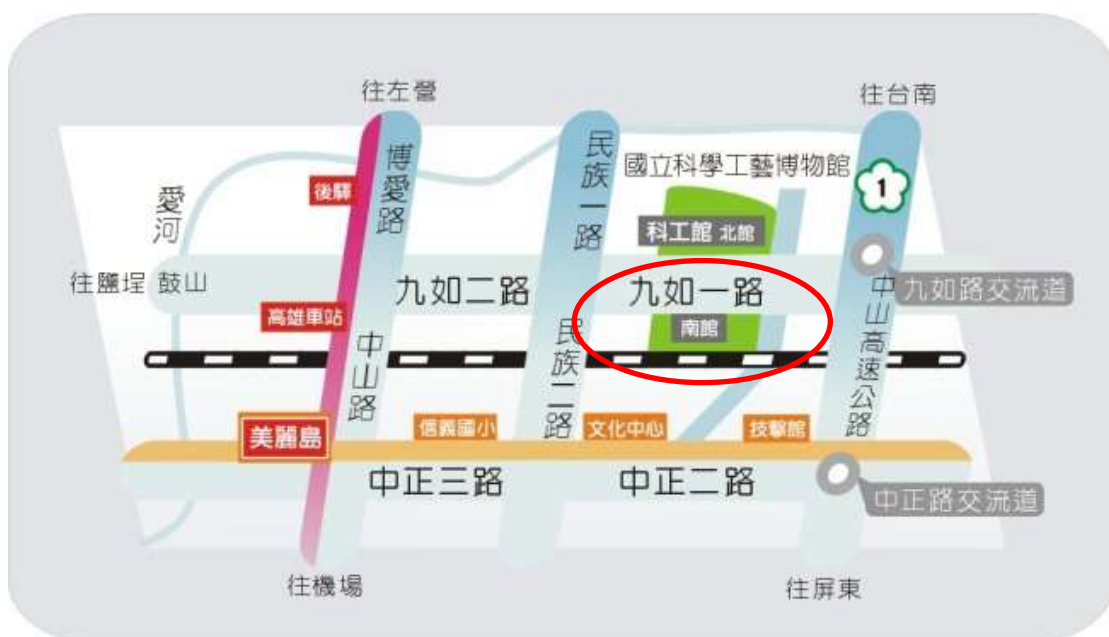 往左營
往台南
民族一路
國立科學工藝博物館
1
博愛路
後驛
愛河
科工館 北館
往鹽埕 鼓山
九如二路
九如一路
九如路交流道
高雄車站
南館
中山高速公路
中山路
民族二路
美麗島
信義國小
文化中心
技擊館
中正三路
中正二路
中正路交流道
往機場
往屏東